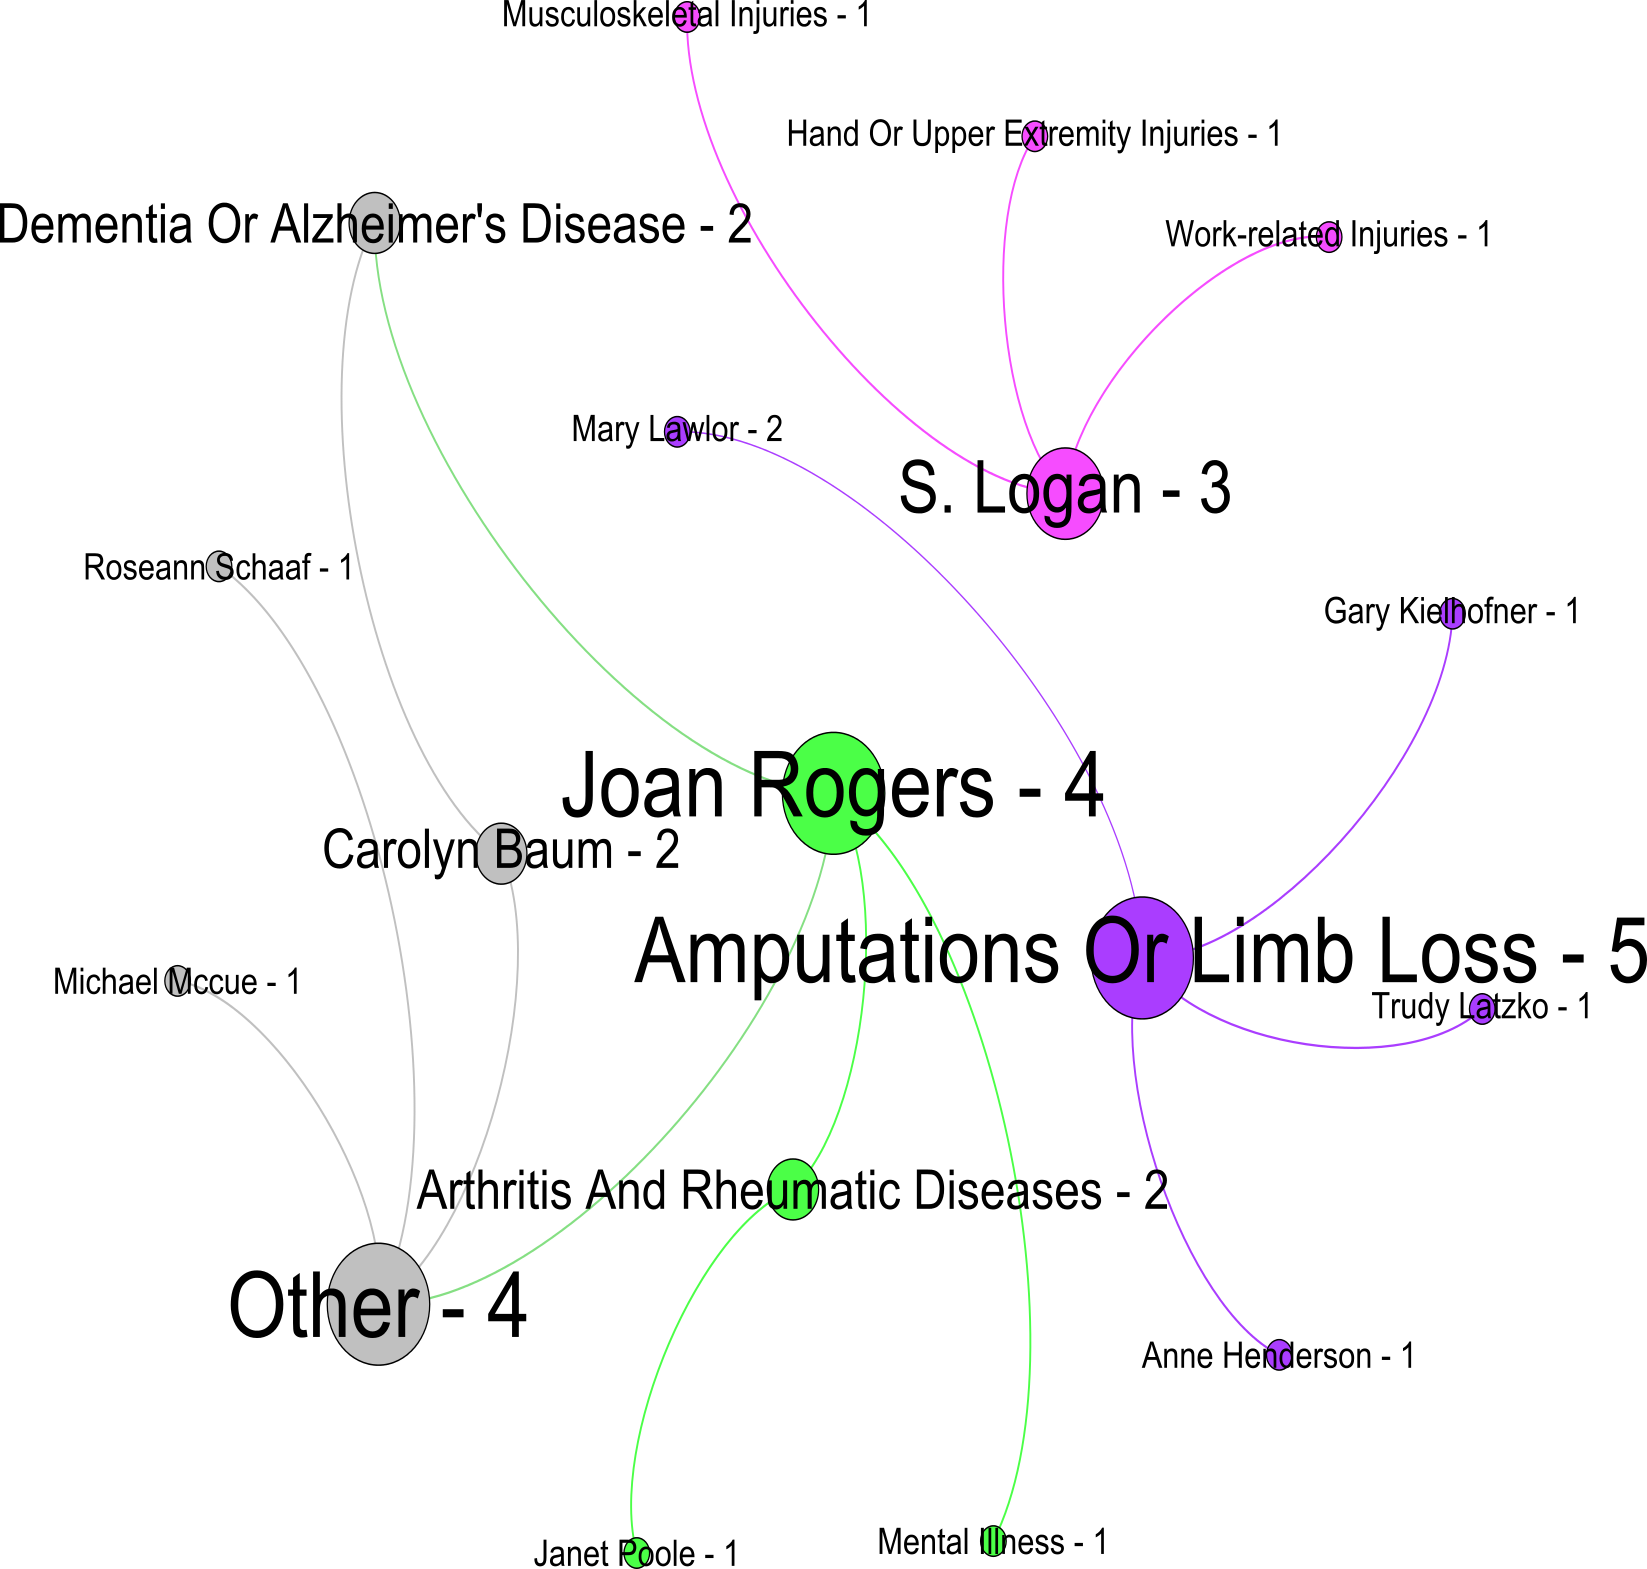 Musculoskeletal Injuries - 1
Hand Or Upper Extremity Injuries - 1
Dementia Or Alzheimer's Disease - 2
Work-related Injuries - 1
Mary Lawlor - 2
S. Logan - 3
Roseann Schaaf - 1
Gary Kielhofner - 1
Joan Rogers - 4
Carolyn Baum - 2
Amputations Or Limb Loss - 5
Michael Mccue - 1
Trudy Latzko - 1
Arthritis And Rheumatic Diseases - 2
Other - 4
Anne Henderson - 1
Janet Poole - 1
Mental Illness - 1